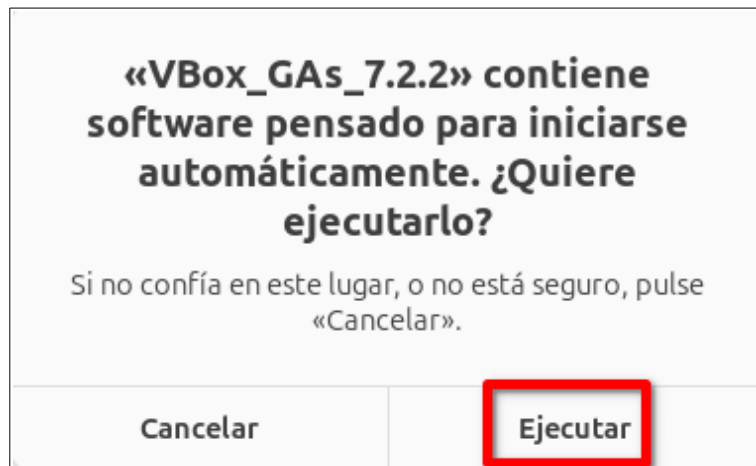 «VBox_GAs_7.2.2» contiene
software pensado para iniciarse
automáticamente. ¿Quiere
ejecutarlo?
Si no confía en este lugar, o no está seguro, pulse
«Cancelar».
Cancelar
Ejecutar